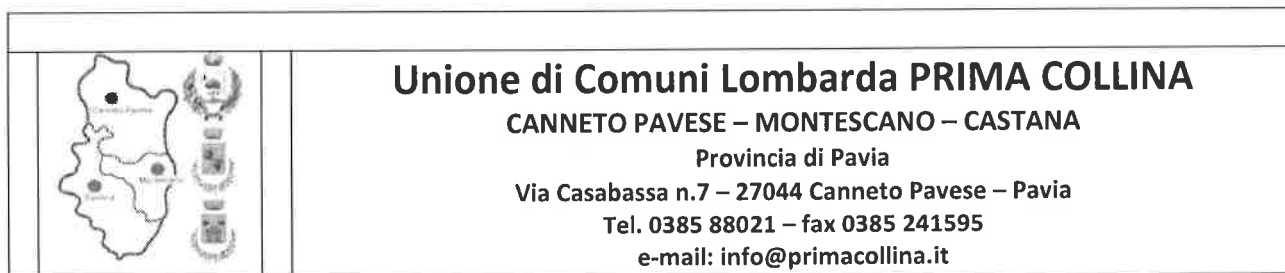 Unione di Comuni Lombarda PRIMA COLLINA
CANNETO PAVESE – MONTESCANO – CASTANA
Provincia di Pavia
Via Casabassa n.7 – 27044 Canneto Pavese – Pavia
Tel. 0385 88021 – fax 0385 241595
e-mail: info@primacollina.it